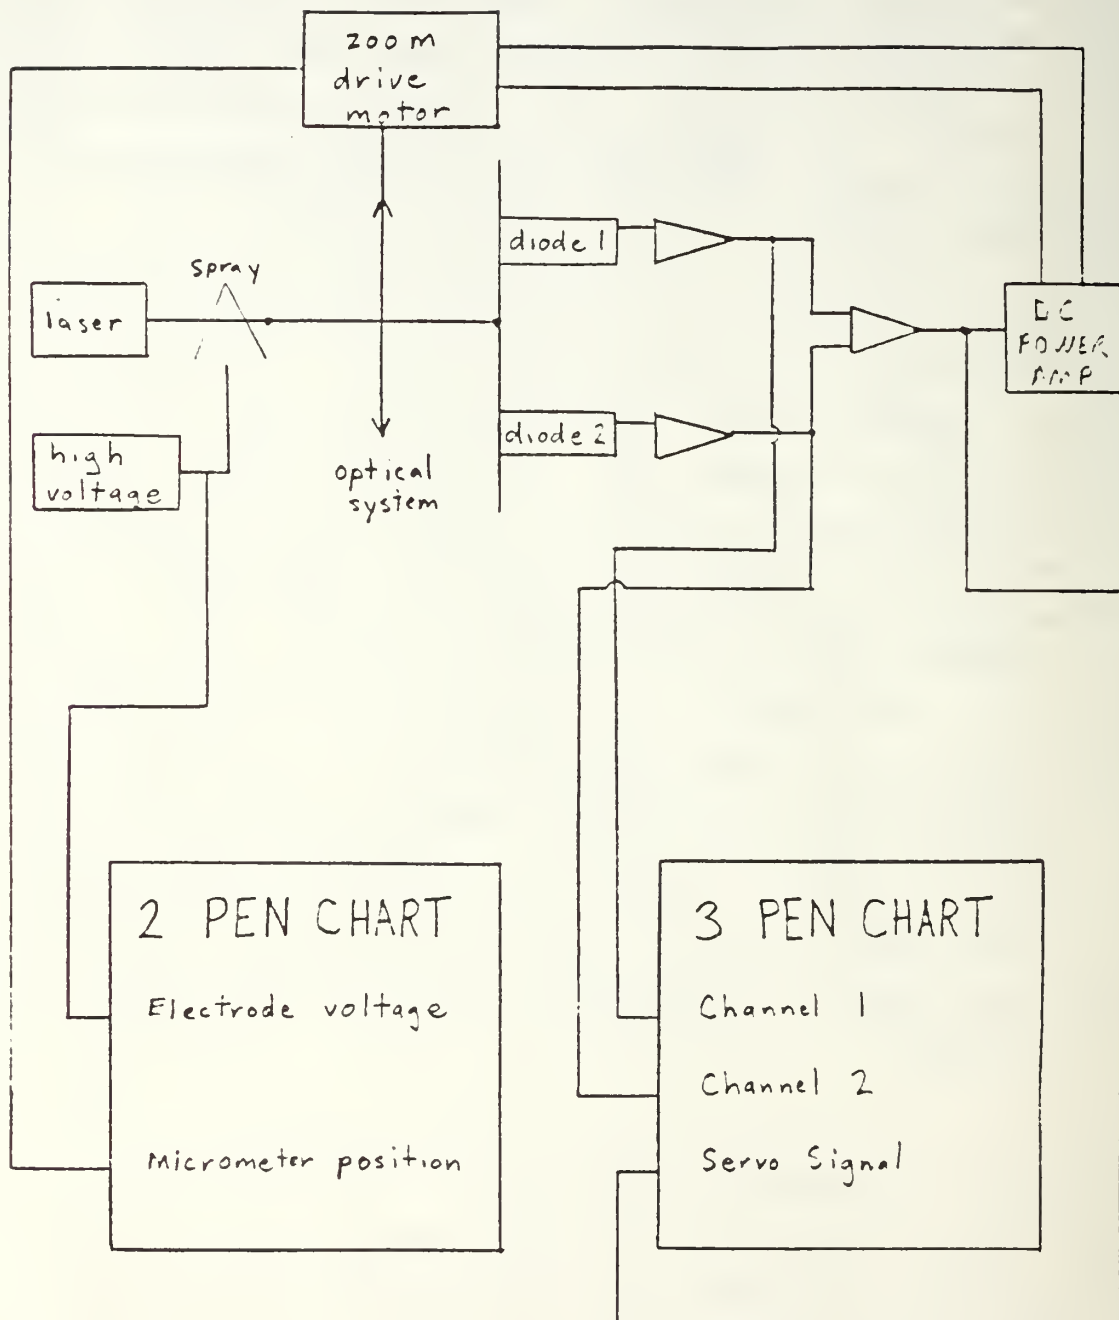 zoom
drive
motor
diode 1
spray
laser
DC
POWER
AMP
high
voltage
diode 2
optical
system
2 PEN CHART
3 PEN CHART
Electrode voltage
Channel 1
Channel 2
Micrometer position
Servo Signal